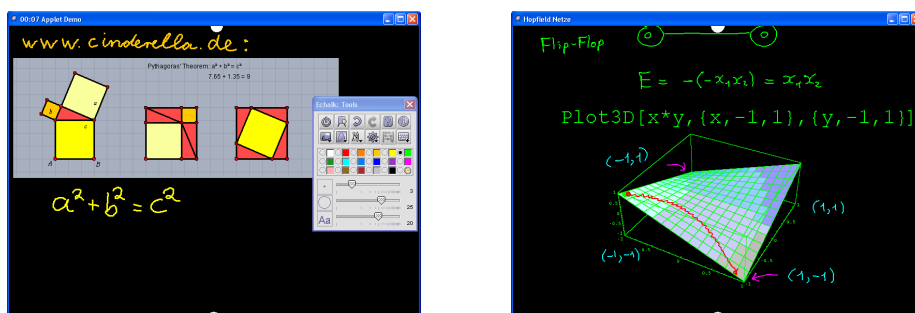 00:07 Applet Demo
www.cinderella.de:
Pythagoras' Theorem: a² + b² = c²
7.65 + 1.35 = 9
a
b
c
A
B
a² + b² = c²
Echalk: Tools
3
25
Aa
20
Hopfield Netze
Flip-Flop
E = -(-x₁x₂) = x₁x₂
Plot3D[x*y,{x,-1,1},{y,-1,1}]
(-1,1)
(1,1)
(-1,-1)
(1,-1)